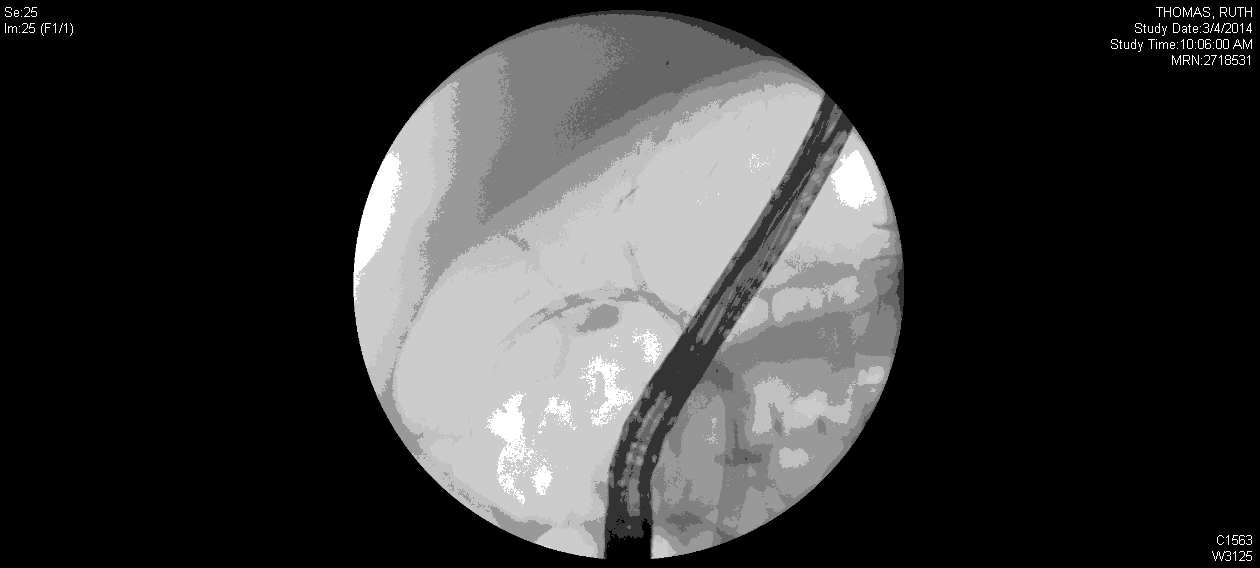 Se:25
Im:25 (F1/1)
THOMAS, RUTH
Study Date:3/4/2014
Study Time:10:06:00 AM
MRN:2718531
C1563
W3125